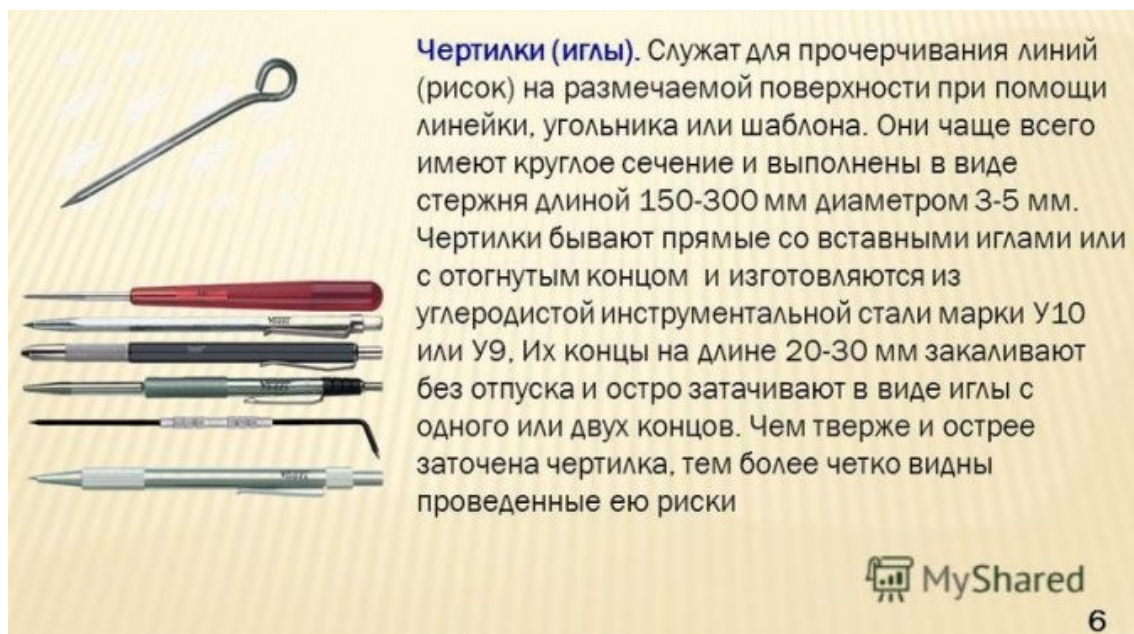 Чертилки (иглы). Служат для прочерчивания линий
(рисок) на размечаемой поверхности при помощи
линейки, угольника или шаблона. Они чаще всего
имеют круглое сечение и выполнены в виде
стержня длиной 150-300 мм диаметром 3-5 мм.
Чертилки бывают прямые со вставными иглами или
с отогнутым концом и изготовляются из
углеродистой инструментальной стали марки У10
или У9, Их концы на длине 20-30 мм закаливают
без отпуска и остро затачивают в виде иглы с
одного или двух концов. Чем тверже и острее
заточена чертилка, тем более четко видны
проведенные ею риски
MyShared
6